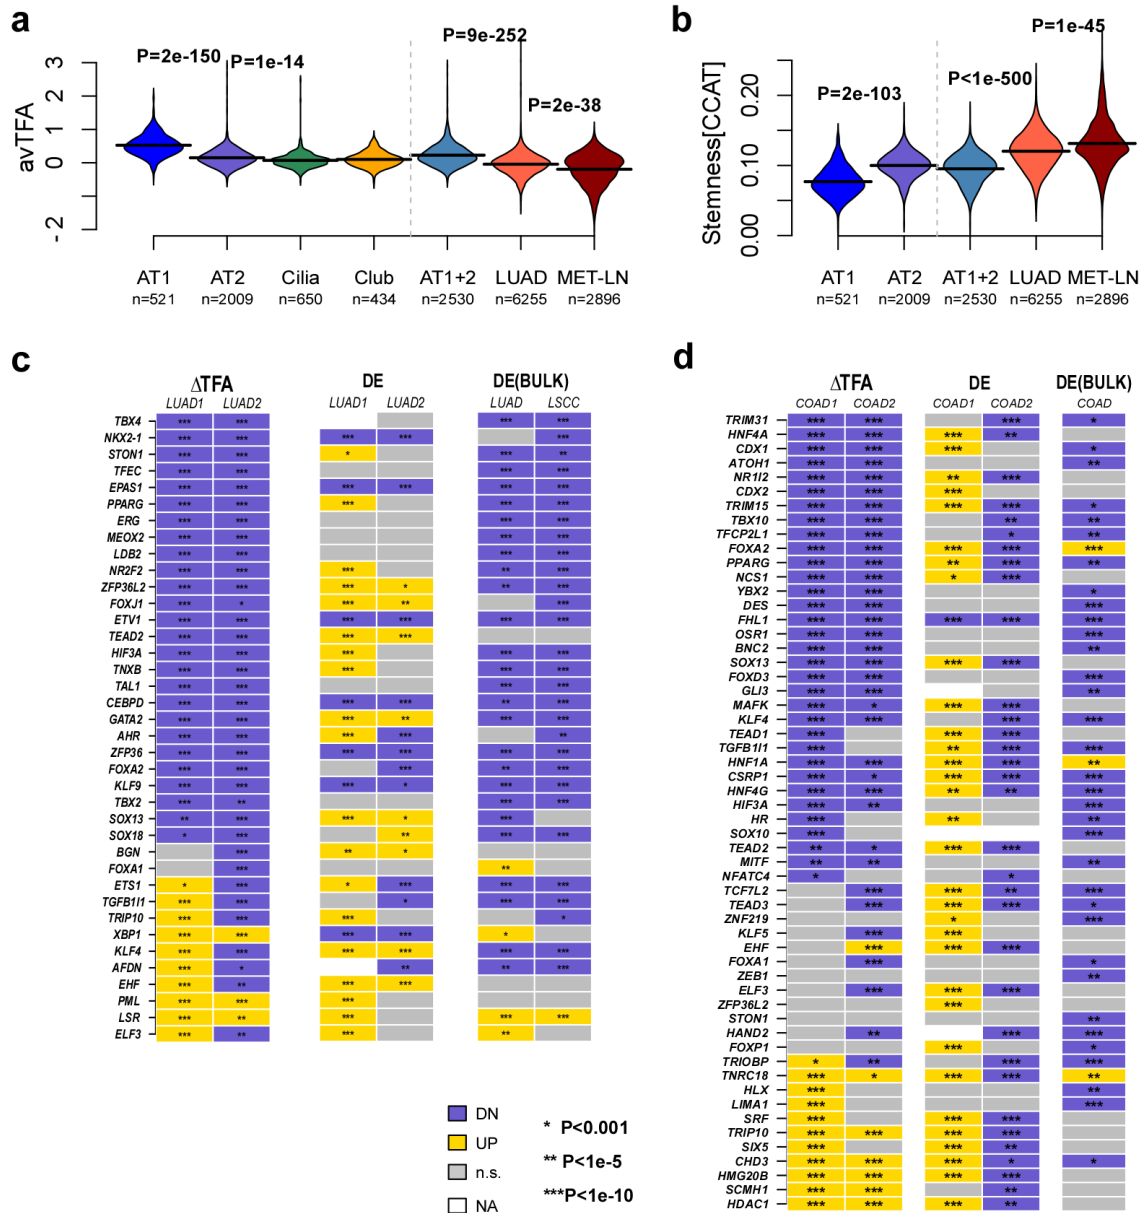 a
P=2e-150
P=1e-14
P=9e-252
P=2e-38
avTFA
3
1
0
- 2
AT1
AT2
Cilia
Club
AT1+2
LUAD
MET-LN
n=521
n=2009
n=650
n=434
n=2530
n=6255
n=2896
b
P=1e-45
P<1e-500
P=2e-103
Stemness[CCAT]
0.20
0.10
0.00
AT1
AT2
AT1+2
LUAD
MET-LN
n=521
n=2009
n=2530
n=6255
n=2896
c
ΔTFA
DE
DE(BULK)
LUAD1 LUAD2
LUAD1 LUAD2
LUAD LSCC
TBX4 *** *** *** ***
NKX2-1 *** *** *** *** ***
STON1 *** *** * *** **
TFEC *** *** *** ***
EPAS1 *** *** *** *** *** ***
PPARG *** *** *** *** ***
ERG *** *** *** ***
MEOX2 *** *** *** ***
LDB2 *** *** *** ***
NR2F2 *** *** *** ** ***
ZFP36L2 *** *** *** * ** ***
FOXJ1 *** * *** ** ***
ETV1 *** *** *** *** *** ***
TEAD2 *** *** *** ***
HIF3A *** *** *** *** ***
TNXB *** *** *** *** ***
TAL1 *** *** *** ***
CEBPD *** *** *** *** ** ***
GATA2 *** *** *** ** *** ***
AHR *** *** *** *** **
ZFP36 *** *** *** *** *** ***
FOXA2 *** *** *** ** ***
KLF9 *** *** *** * *** ***
TBX2 *** ** *** ***
SOX13 ** *** *** * ***
SOX18 * *** ** *** ***
BGN *** ** *
FOXA1 *** **
ETS1 * *** * *** *** ***
TGFB1I1 *** *** * *** ***
TRIP10 *** *** *** *
XBP1 *** *** *** *** *
KLF4 *** *** *** *** *** ***
AFDN *** * ** ** ***
EHF *** ** *** ***
PML *** *** ***
LSR *** ** *** *** ***
ELF3 *** ** *** **
DN
UP
n.s.
NA
* P<0.001
** P<1e-5
***P<1e-10
d
ΔTFA
DE
DE(BULK)
COAD1 COAD2
COAD1 COAD2
COAD
TRIM31 *** *** *** *
HNF4A *** *** *** **
CDX1 *** *** *** *
ATOH1 *** *** **
NR1I2 *** *** ** ***
CDX2 *** *** ***
TRIM15 *** *** *** *** *
TBX10 *** *** ** **
TFCP2L1 *** *** * **
FOXA2 *** *** *** *** ***
PPARG *** *** ** *** **
NCS1 *** *** * ***
YBX2 *** *** *
DES *** *** ***
FHL1 *** *** *** *** ***
OSR1 *** *** ***
BNC2 *** *** **
SOX13 *** *** *** ***
FOXD3 *** *** ***
GLI3 *** *** **
MAFK *** * *** ***
KLF4 *** *** *** ***
TEAD1 *** *** ***
TGFB1I1 *** ** *** ***
HNF1A *** *** *** *** **
CSRP1 *** * *** *** ***
HNF4G *** *** ** ** ***
HIF3A *** ** ***
HR *** ** **
SOX10 *** ***
TEAD2 ** * *** ***
MITF ** ** **
NFATC4 * *
TCF7L2 *** *** ** ***
TEAD3 *** *** *** *
ZNF219 * ***
KLF5 *** ***
EHF *** *** ***
FOXA1 *** *
ZEB1 **
ELF3 *** *** ***
ZFP36L2 ***
STON1 **
HAND2 ** *** ***
FOXP1 *** *
TRIOBP * ** *** ***
TNRC18 *** * *** *** **
HLX *** **
LIMA1 *** ***
SRF *** *** ***
TRIP10 *** *** *** ***
SIX5 *** *** **
CHD3 *** *** *** * *
HMG20B *** *** *** ***
SCMH1 *** *** **
HDAC1 *** *** *** **